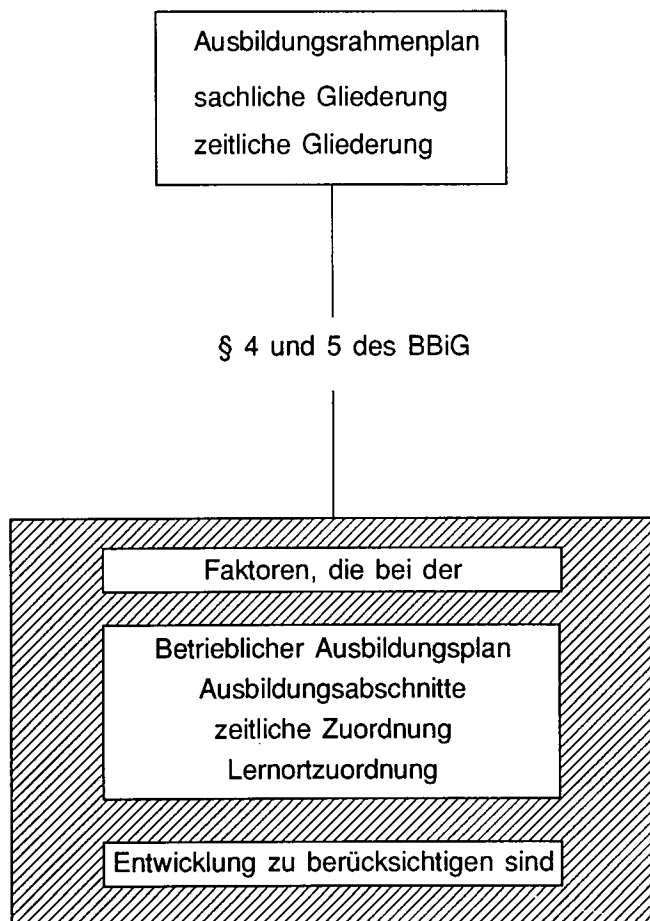 Ausbildungsrahmenplan
sachliche Gliederung
zeitliche Gliederung
§ 4 und 5 des BBiG
Faktoren, die bei der
Betrieblicher Ausbildungsplan
Ausbildungsabschnitte
zeitliche Zuordnung
Lernortzuordnung
Entwicklung zu berücksichtigen sind